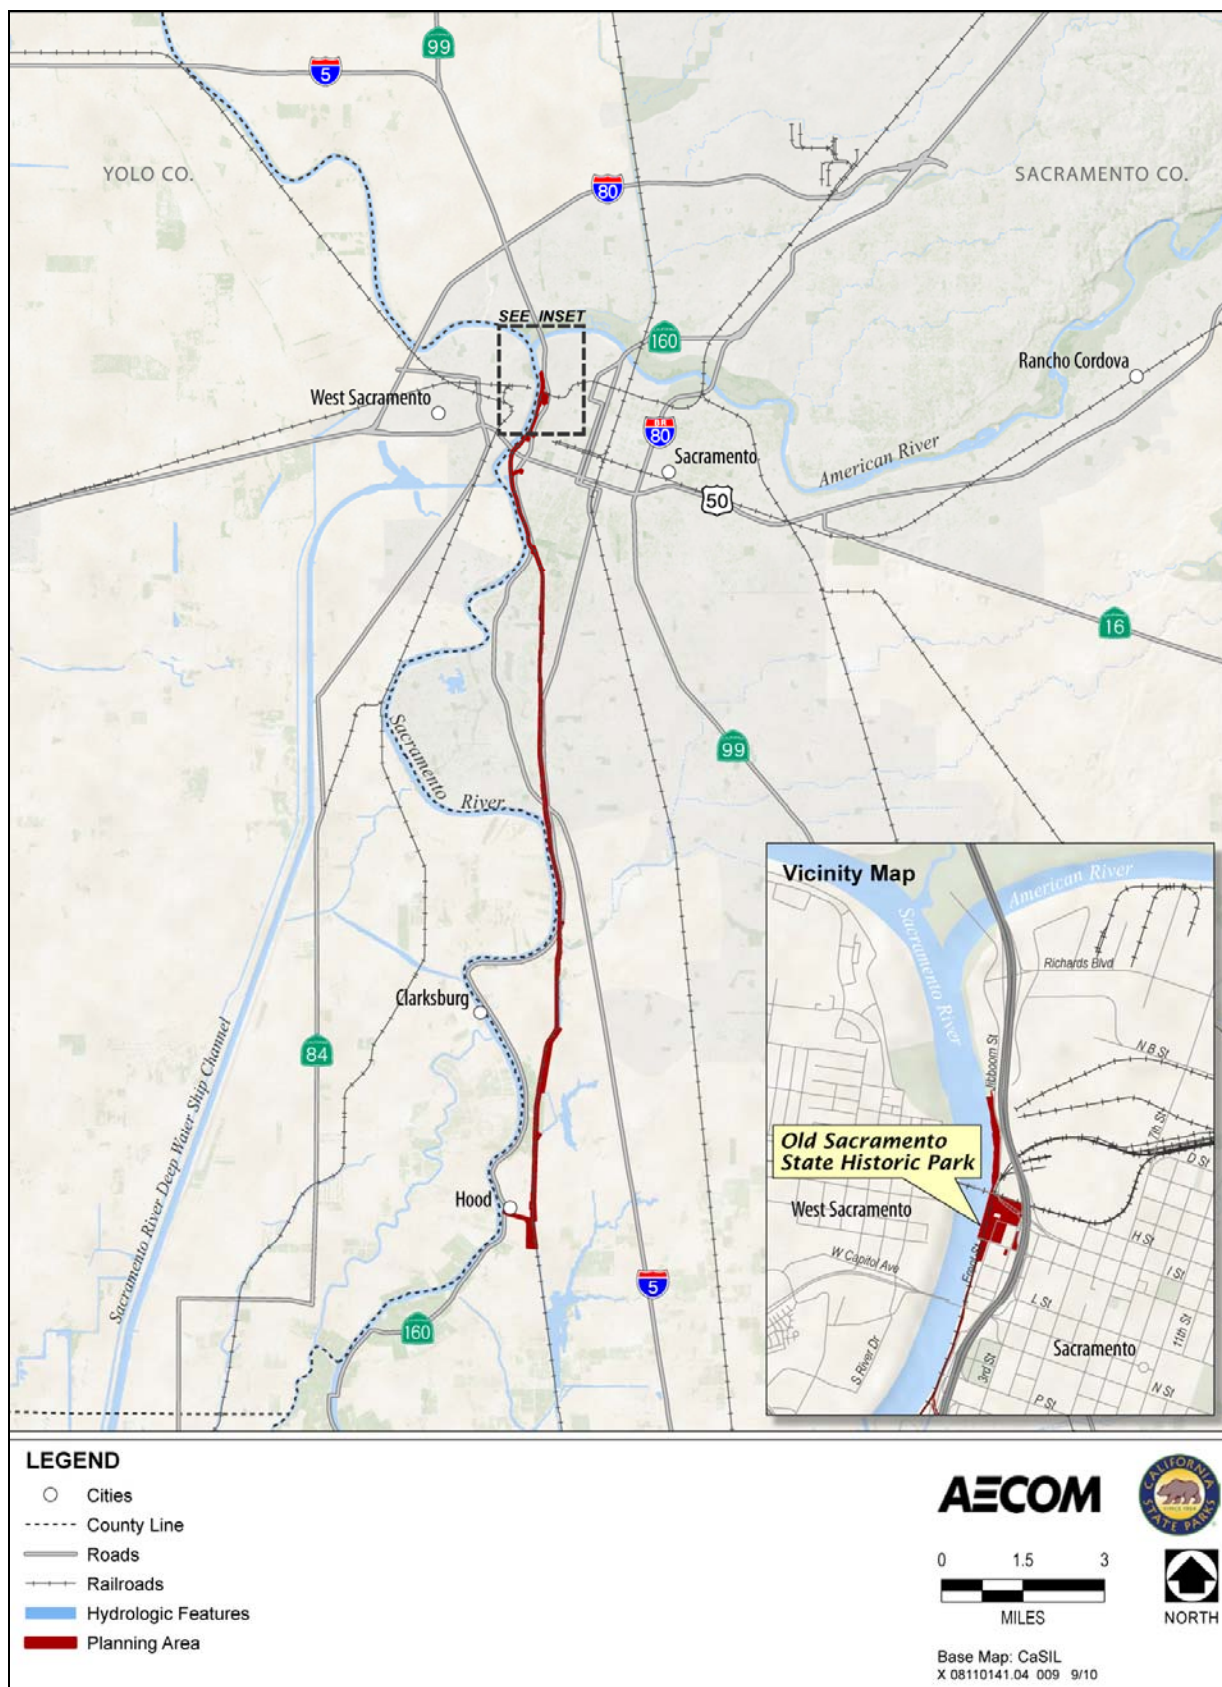 99
5
YOLO CO.
80
SACRAMENTO CO.
SEE INSET
160
Rancho Cordova
West Sacramento
80
Sacramento
American River
50
16
Sacramento
River
99
Vicinity Map
American River
Sacramento River
Richards Blvd
Clarksburg
Jibboom St
N B St
84
7th St
D St
Old Sacramento
State Historic Park
Sacramento River Deep Water Ship Channel
Hood
West Sacramento
H St
W Capitol Ave
Front St
I St
5
L St
11th St
160
S River Dr
3rd St
Sacramento
N St
P St
LEGEND
Cities
County Line
Roads
Railroads
Hydrologic Features
Planning Area
AECOM
CALIFORNIA
STATE PARKS
0 1.5 3
MILES
NORTH
Base Map: CaSIL
X 08110141.04 009 9/10